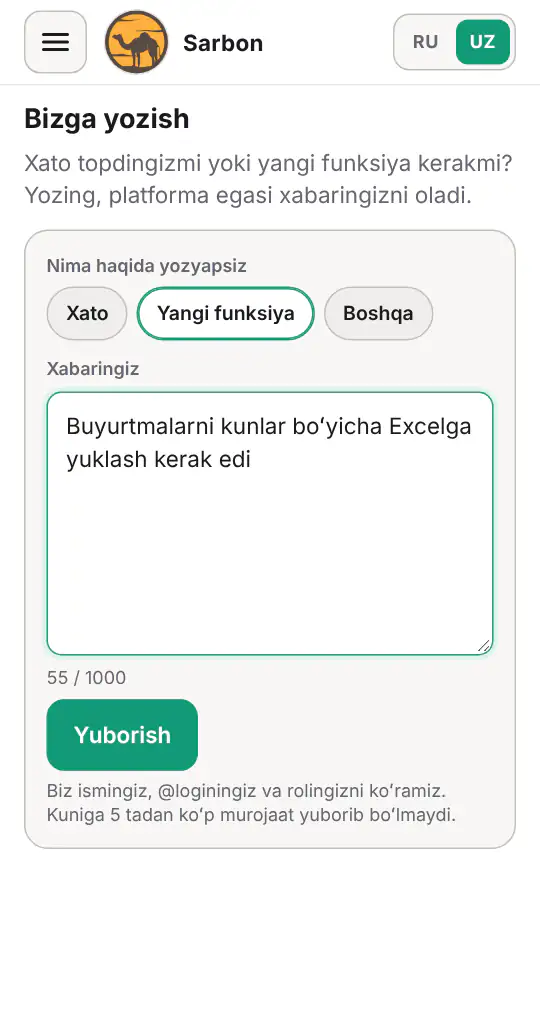 Sarbon
RU
UZ
Bizga yozish
Xato topdingizmi yoki yangi funksiya kerakmi?
Yozing, platforma egasi xabaringizni oladi.
Nima haqida yozyapsiz
Xato
Yangi funksiya
Boshqa
Xabaringiz
Buyurtmalarni kunlar boʻyicha Excelga
yuklash kerak edi
55 / 1000
Yuborish
Biz ismingiz, @loginingiz va rolingizni koʻramiz.
Kuniga 5 tadan koʻp murojaat yuborib boʻlmaydi.